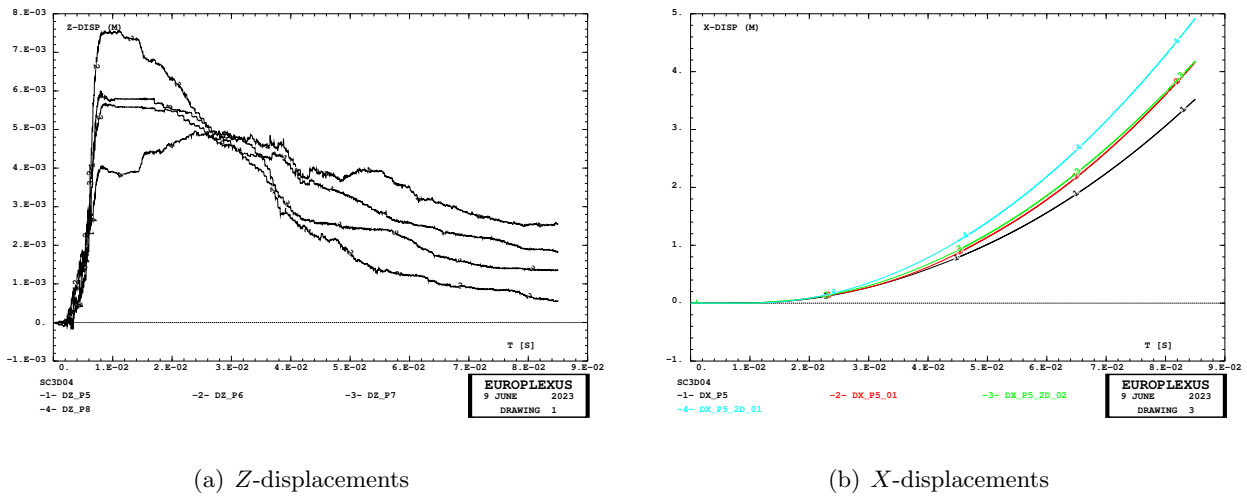 8.E-03
Z-DISP (M)
7.E-03
6.E-03
5.E-03
4.E-03
3.E-03
2.E-03
1.E-03
0.
-1.E-03
T [S]
0. 1.E-02 2.E-02 3.E-02 4.E-02 5.E-02 6.E-02 7.E-02 8.E-02 9.E-02
SC3D04
-1- DZ_P5 -2- DZ_P6 -3- DZ_P7
-4- DZ_P8
EUROPLEXUS
9 JUNE 2023
DRAWING 1
(a) Z-displacements
5.
X-DISP (M)
4.
3.
2.
1.
0.
-1.
T [S]
0. 1.E-02 2.E-02 3.E-02 4.E-02 5.E-02 6.E-02 7.E-02 8.E-02 9.E-02
SC3D04
-1- DX_P5 -2- DX_P5_01 -3- DX_P5_2D_02
-4- DX_P5_2D_01
EUROPLEXUS
9 JUNE 2023
DRAWING 3
(b) X-displacements